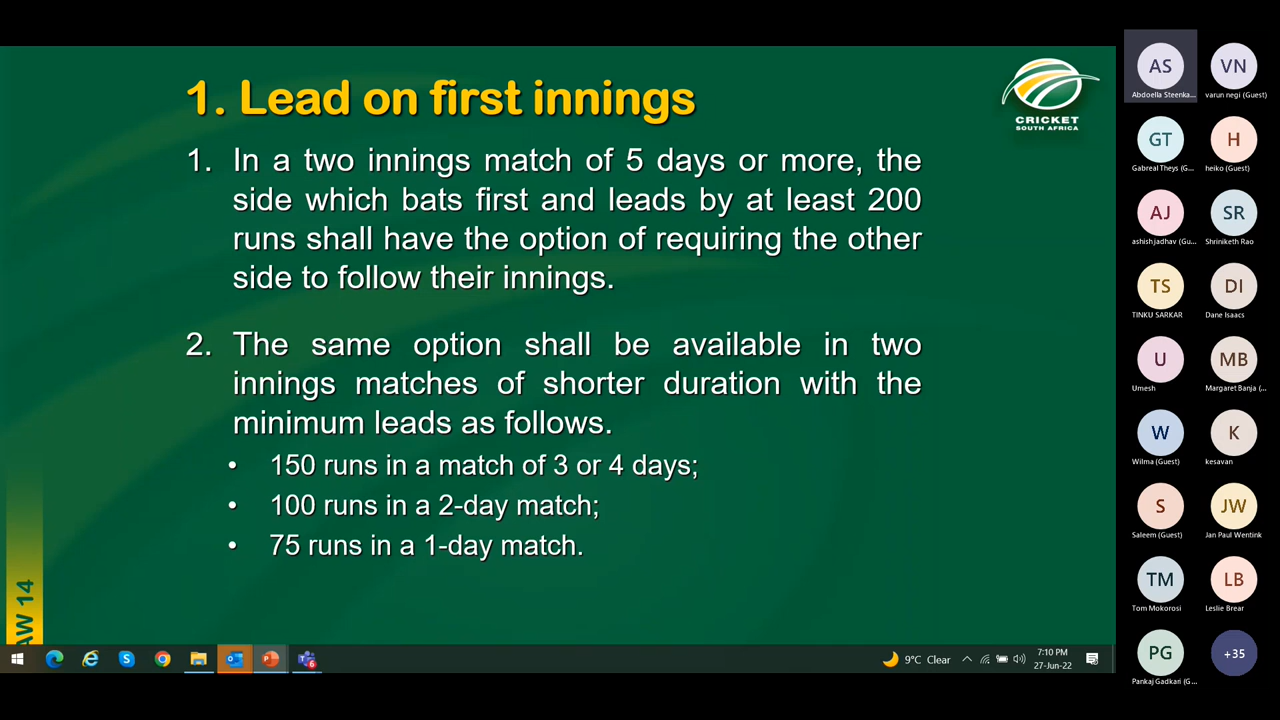 1. Lead on first innings
CRICKET
SOUTH AFRICA
1. In a two innings match of 5 days or more, the
side which bats first and leads by at least 200
runs shall have the option of requiring the other
side to follow their innings.
2. The same option shall be available in two
innings matches of shorter duration with the
minimum leads as follows.
• 150 runs in a match of 3 or 4 days;
• 100 runs in a 2-day match;
• 75 runs in a 1-day match.
AW 14
9°C Clear
7:10 PM
27-Jun-22
6
AS
Abdoella Steenka...
VN
varun negi (Guest)
GT
Gabreal Theys (G...
H
heiko (Guest)
AJ
ashish jadhav (Gu...
SR
Shriniketh Rao
TS
TINKU SARKAR
DI
Dane Isaacs
U
Umesh
MB
Margaret Banja (...
W
Wilma (Guest)
K
kesavan
S
Saleem (Guest)
JW
Jan Paul Wentink
TM
Tom Mokorosi
LB
Leslie Brear
PG
Pankaj Gadkari (G...
+35